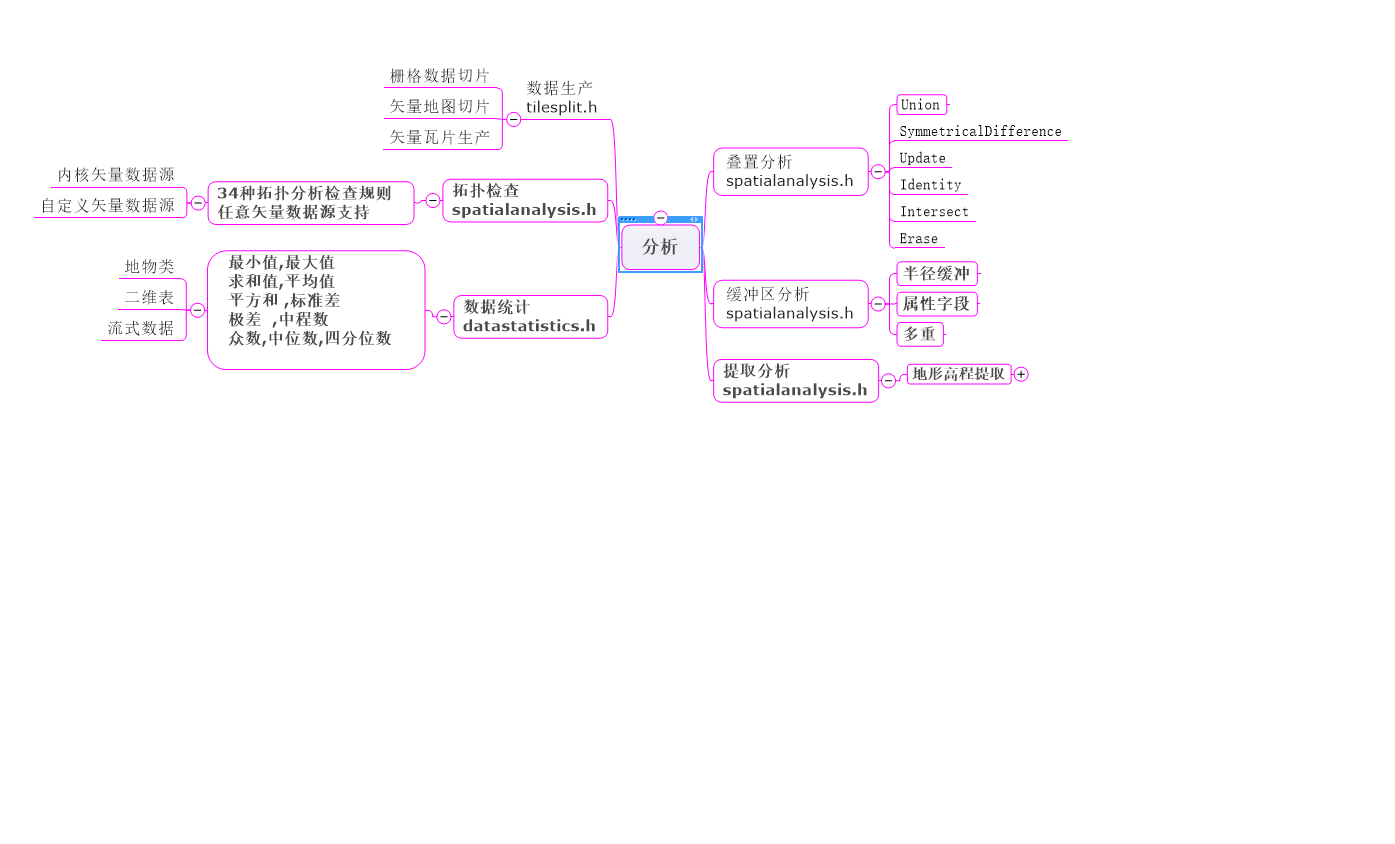 栅格数据切片
矢量地图切片
矢量瓦片生产
数据生产
tilesplit.h
内核矢量数据源
自定义矢量数据源
34种拓扑分析检查规则
任意矢量数据源支持
拓扑检查
spatialanalysis.h
地物类
二维表
流式数据
最小值,最大值
求和值,平均值
平方和 ,标准差
极差 ,中程数
众数,中位数,四分位数
数据统计
datastatistics.h
分析
叠置分析
spatialanalysis.h
Union
SymmetricalDifference
Update
Identity
Intersect
Erase
缓冲区分析
spatialanalysis.h
半径缓冲
属性字段
多重
提取分析
spatialanalysis.h
地形高程提取